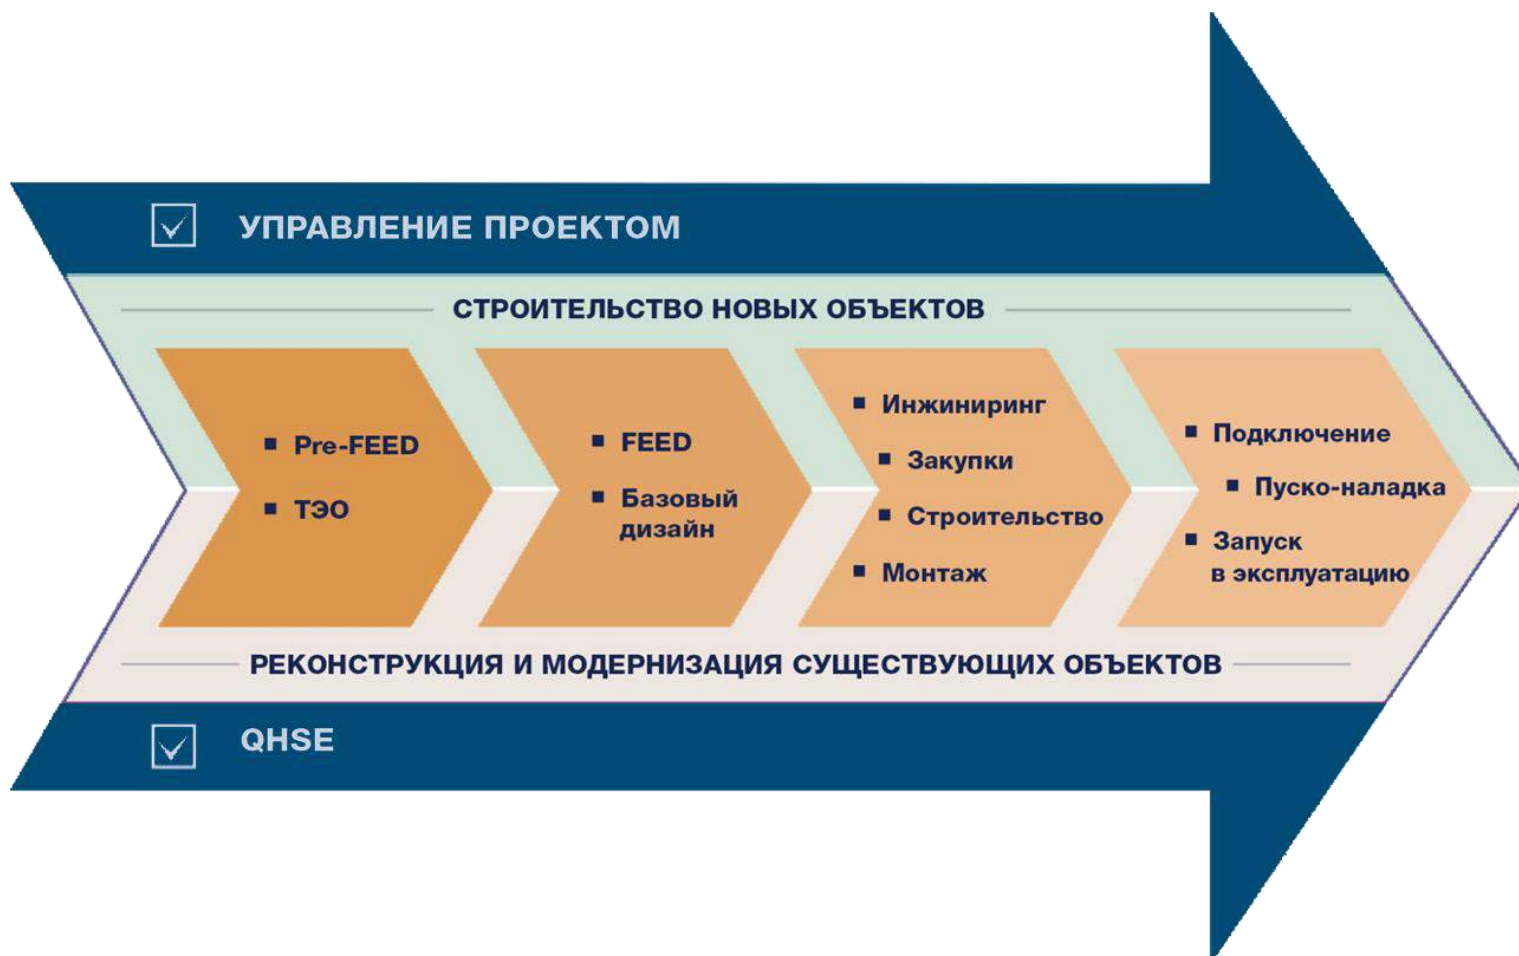 УПРАВЛЕНИЕ ПРОЕКТОМ
СТРОИТЕЛЬСТВО НОВЫХ ОБЪЕКТОВ
Pre-FEED
ТЭО
FEED
Базовый
дизайн
Инжиниринг
Закупки
Строительство
Монтаж
Подключение
Пуско-наладка
Запуск
в эксплуатацию
РЕКОНСТРУКЦИЯ И МОДЕРНИЗАЦИЯ СУЩЕСТВУЮЩИХ ОБЪЕКТОВ
QHSE